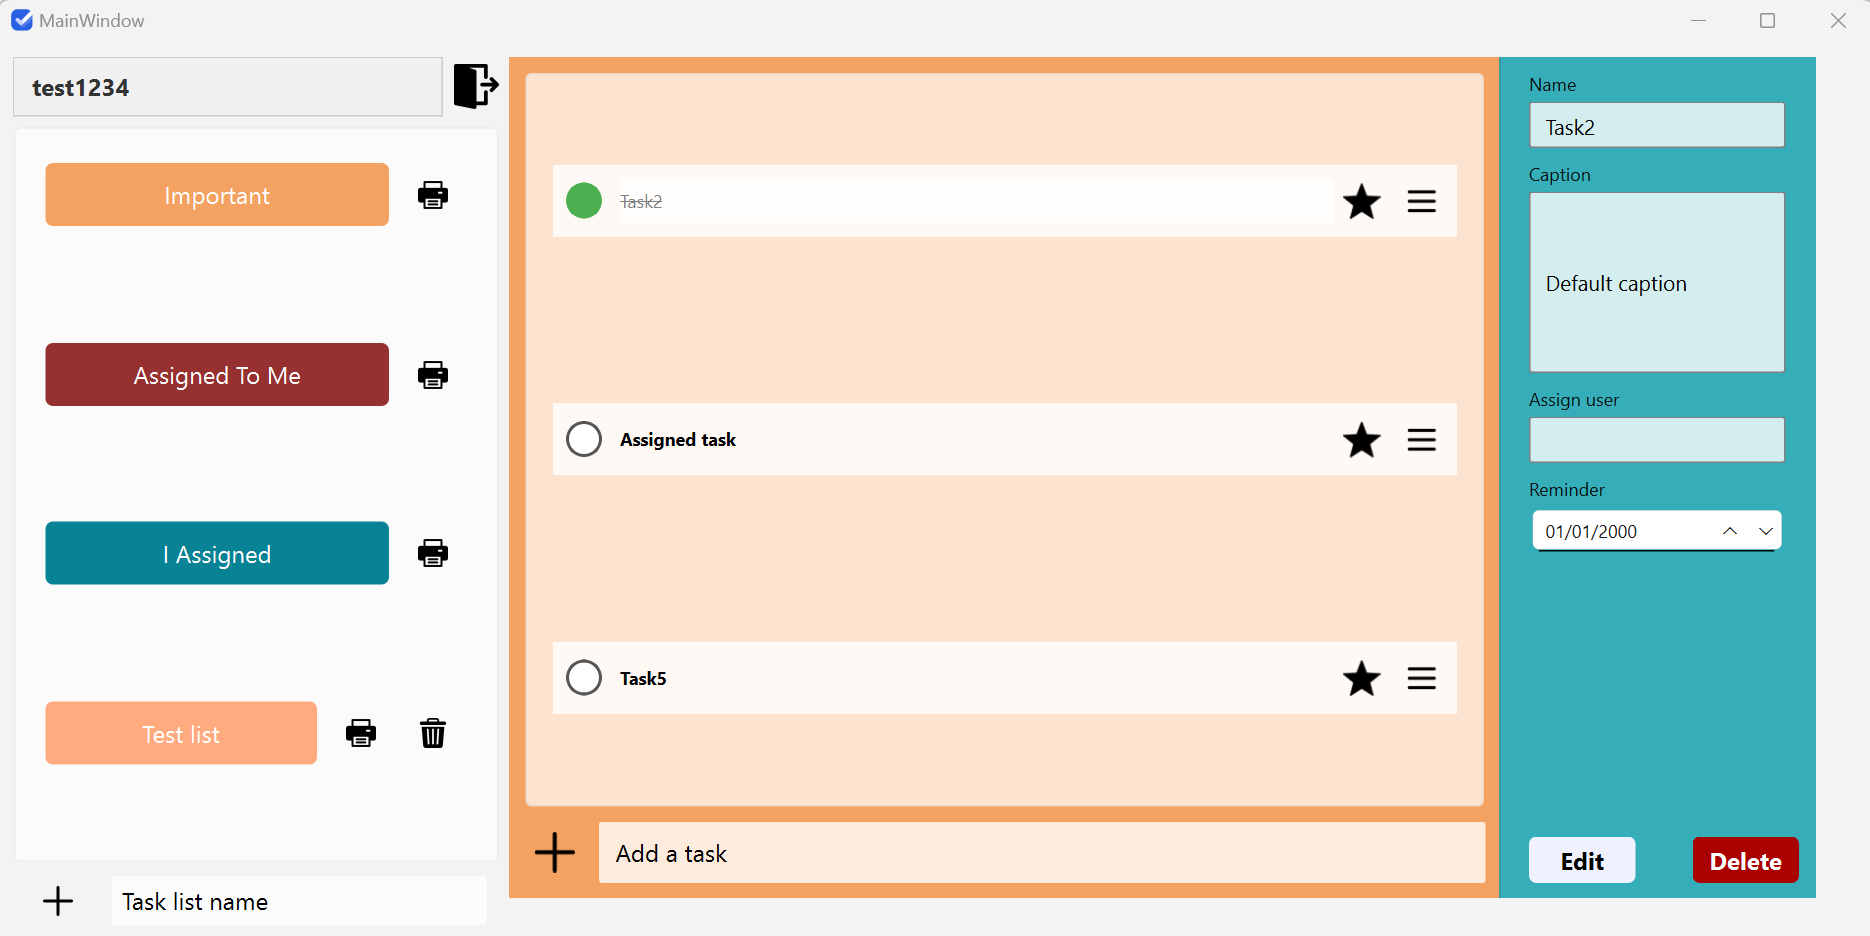 MainWindow
test1234
Important
Assigned To Me
I Assigned
Test list
Task list name
Task2
Assigned task
Task5
Add a task
Name
Task2
Caption
Default caption
Assign user
Reminder
01/01/2000
Edit
Delete